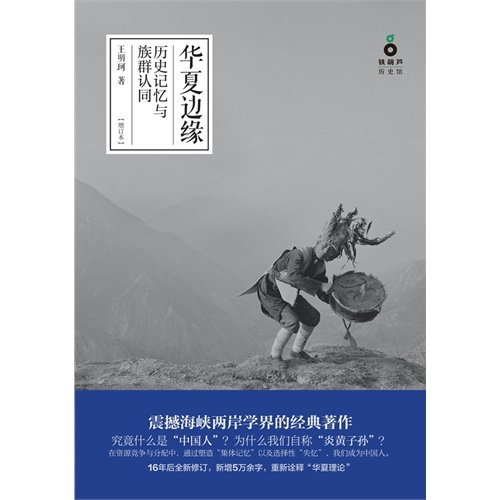 华夏边缘
历史记忆与
族群认同
[增订本]
王明珂 著
铁葫芦
历史馆
震撼海峡两岸学界的经典著作
究竟什么是“中国人”？为什么我们自称“炎黄子孙”？
在资源竞争与分配中，通过塑造“集体记忆”以及选择性“失忆”，我们成为中国人。
16年后全新修订，新增5万余字，重新诠释“华夏理论”